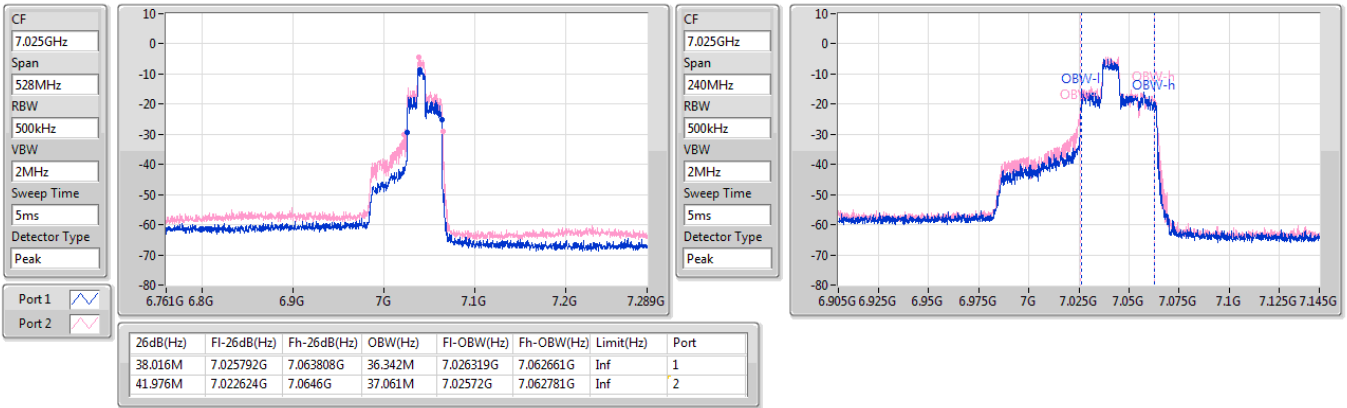 CF
7.025GHz
Span
528MHz
RBW
500kHz
VBW
2MHz
Sweep Time
5ms
Detector Type
Peak
Port 1
Port 2
10
0
-10
-20
-30
-40
-50
-60
-70
-80
6.761G 6.8G 6.9G 7G 7.1G 7.2G 7.289G
CF
7.025GHz
Span
240MHz
RBW
500kHz
VBW
2MHz
Sweep Time
5ms
Detector Type
Peak
10
0
-10
-20
-30
-40
-50
-60
-70
-80
OBW-l
OBW-h
OBW-h
6.905G 6.925G 6.95G 6.975G 7G 7.025G 7.05G 7.075G 7.1G 7.125G 7.145G
26dB(Hz) Fl-26dB(Hz) Fh-26dB(Hz) OBW(Hz) Fl-OBW(Hz) Fh-OBW(Hz) Limit(Hz) Port
38.016M 7.025792G 7.063808G 36.342M 7.026319G 7.062661G Inf 1
41.976M 7.022624G 7.0646G 37.061M 7.02572G 7.062781G Inf 2